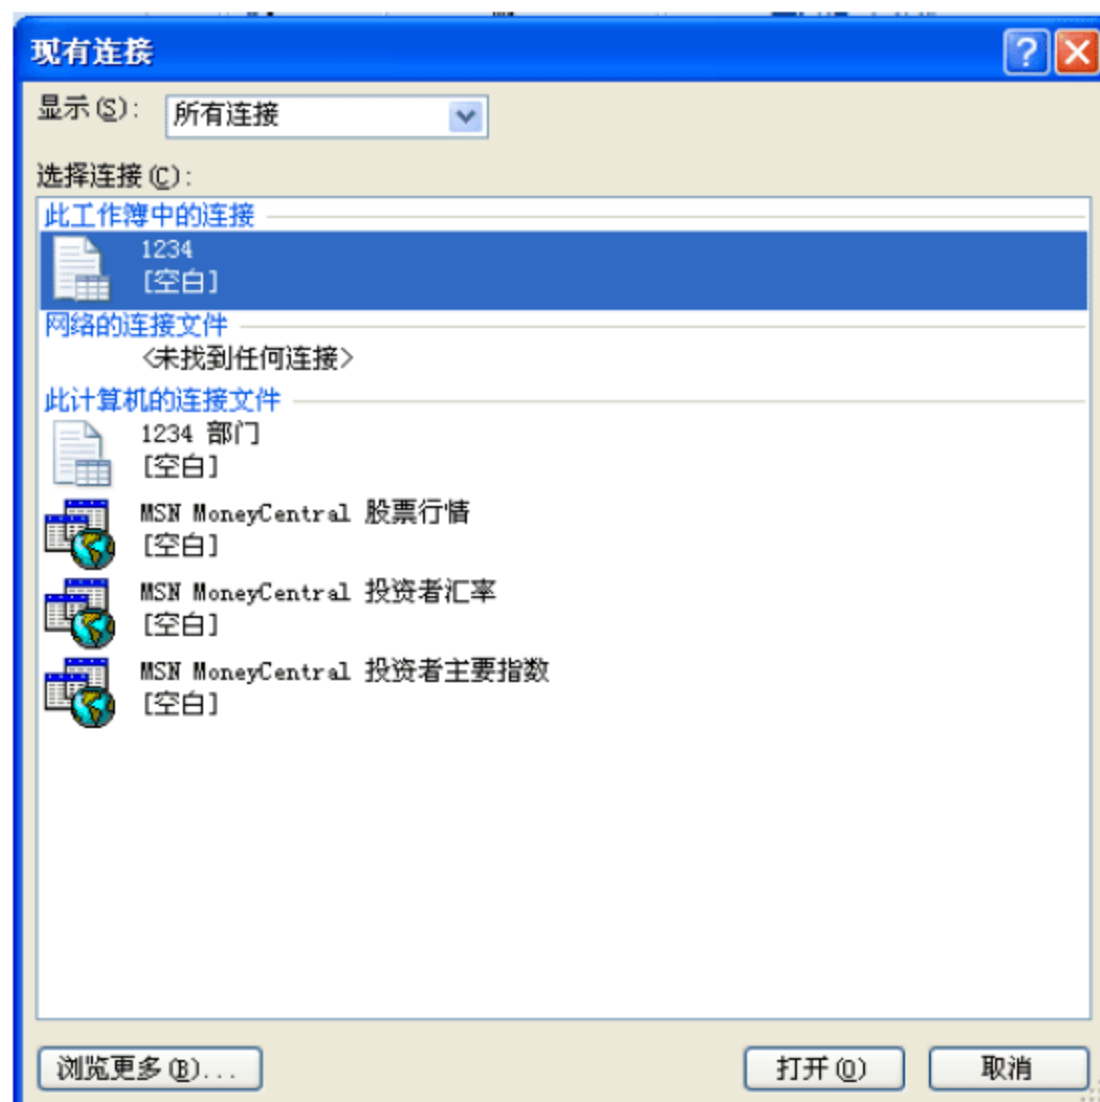 现有连接
显示(S): 所有连接
选择连接(C):
此工作簿中的连接
1234
[空白]
网络的连接文件
<未找到任何连接>
此计算机的连接文件
1234 部门
[空白]
MSN MoneyCentral 股票行情
[空白]
MSN MoneyCentral 投资者汇率
[空白]
MSN MoneyCentral 投资者主要指数
[空白]
浏览更多(B)... 打开(O) 取消